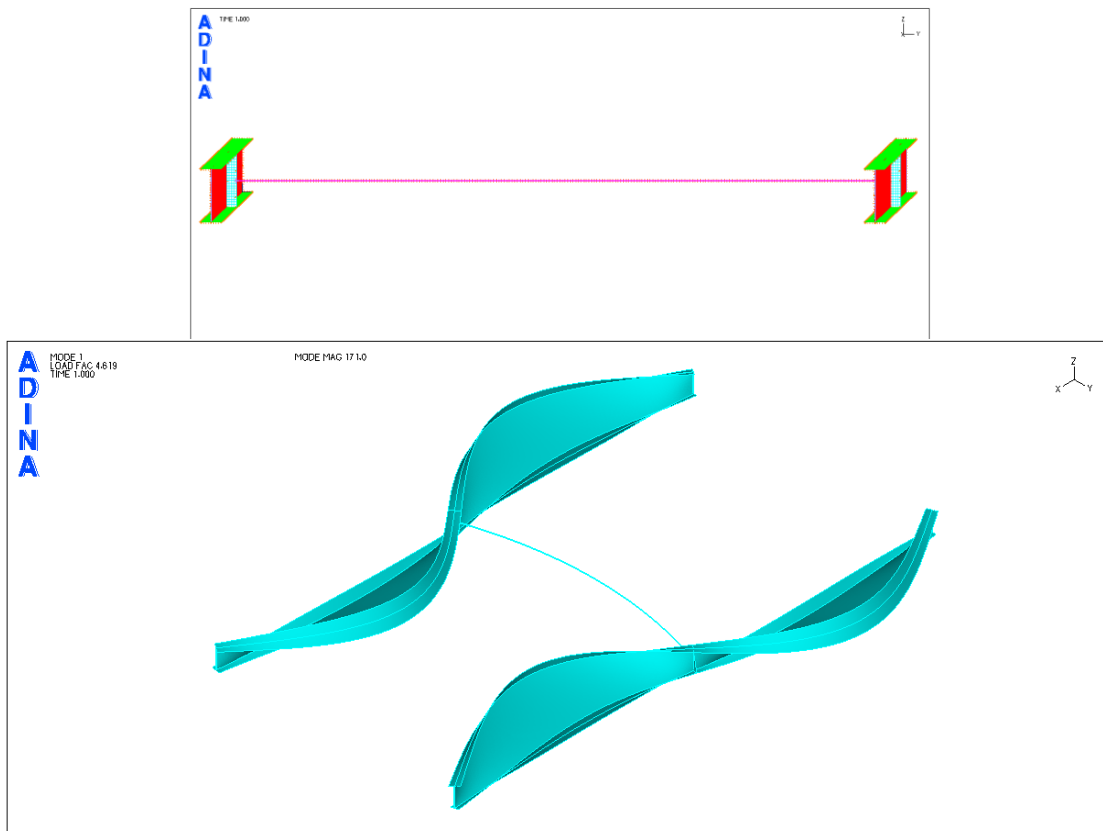 ADINA
TIME 1.000
Z
X Y
ADINA
MODE 1
LOAD FAC 4.619
TIME 1.000
MODE MAG 171.0
Z
X Y